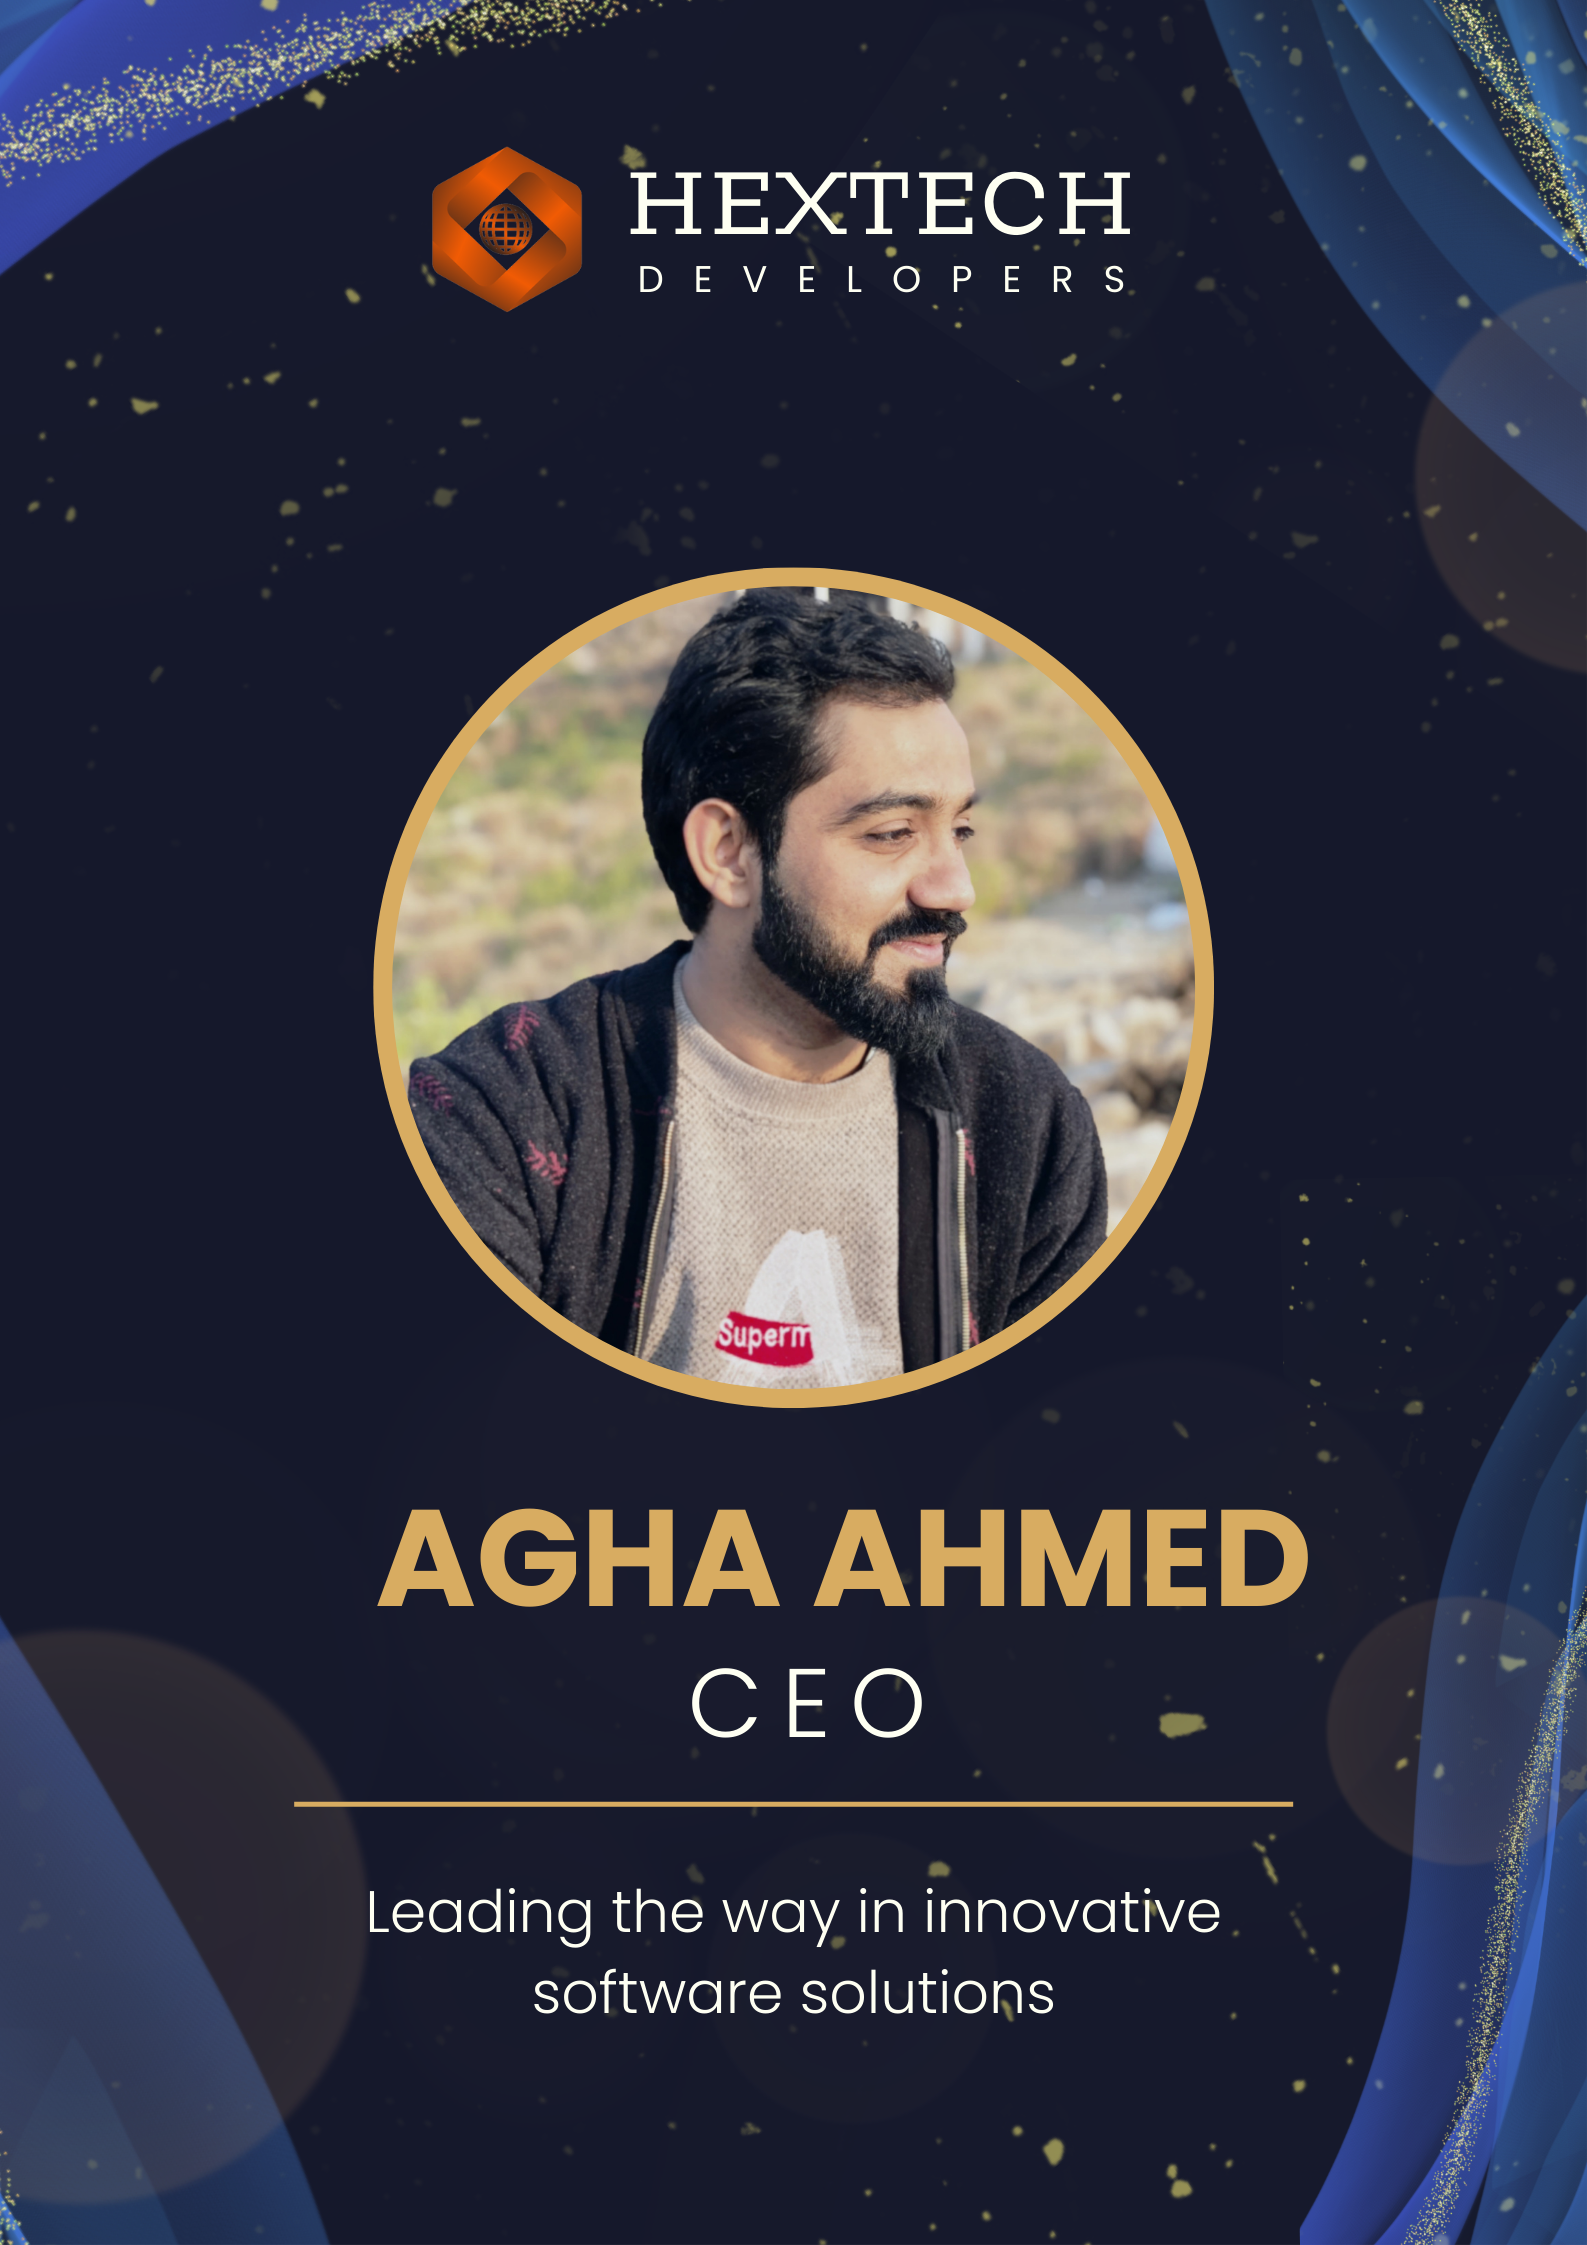 HEXTECH
DEVELOPERS
Superm
AGHA AHMED
CEO
Leading the way in innovative
software solutions